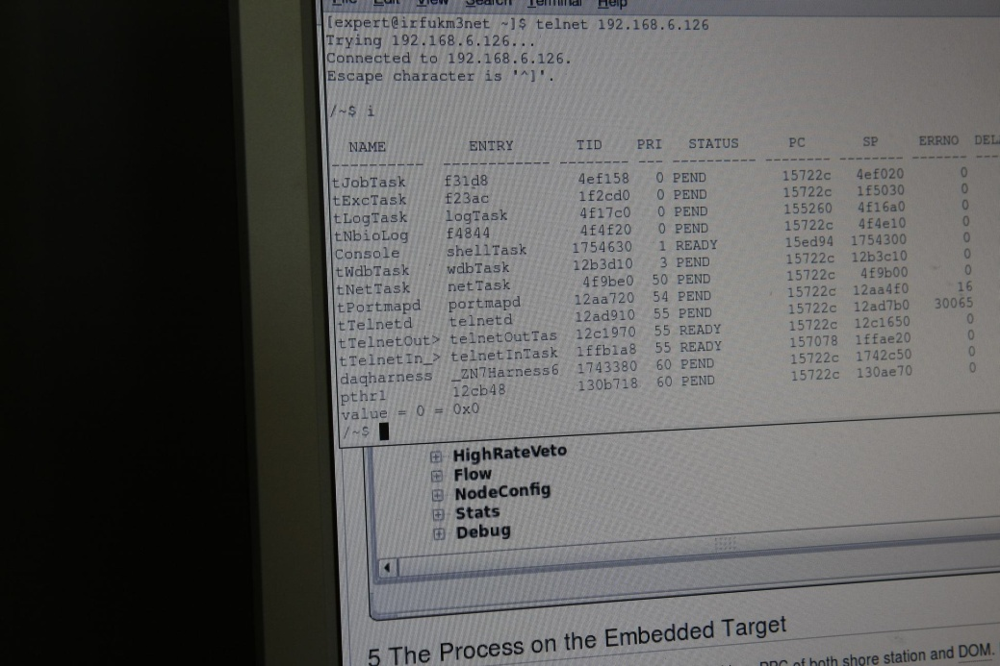 File Edit View Search Terminal Help
[expert@irfukm3net ~]$ telnet 192.168.6.126
Trying 192.168.6.126...
Connected to 192.168.6.126.
Escape character is '^]'.
/~$ i
NAME ENTRY TID PRI STATUS PC SP ERRNO DEL
---------- ------------ -------- --- ---------- -------- -------- ------- ---
tJobTask f31d8 4ef158 0 PEND 15722c 4ef020 0
tExcTask f23ac 1f2cd0 0 PEND 15722c 1f5030 0
tLogTask logTask 4f17c0 0 PEND 155260 4f16a0 0
tNbioLog f4844 4f4f20 0 PEND 15722c 4f4e10 0
Console shellTask 1754630 1 READY 15ed94 1754300 0
tWdbTask wdbTask 12b3d10 3 PEND 15722c 12b3c10 0
tNetTask netTask 4f9be0 50 PEND 15722c 4f9b00 0
tPortmapd portmapd 12aa720 54 PEND 15722c 12aa4f0 16
tTelnetd telnetd 12ad910 55 PEND 15722c 12ad7b0 30065
tTelnetOut> telnetOutTas 12c1970 55 READY 15722c 12c1650 0
tTelnetIn_> telnetInTask 1ffb1a8 55 READY 157078 1ffae20 0
daqharness _ZN7Harness6 1743380 60 PEND 15722c 1742c50 0
pthr1 12cb48 130b718 60 PEND 15722c 130ae70 0
value = 0 = 0x0
/~$
HighRateVeto
Flow
NodeConfig
Stats
Debug
5 The Process on the Embedded Target
of both shore station and DOM.